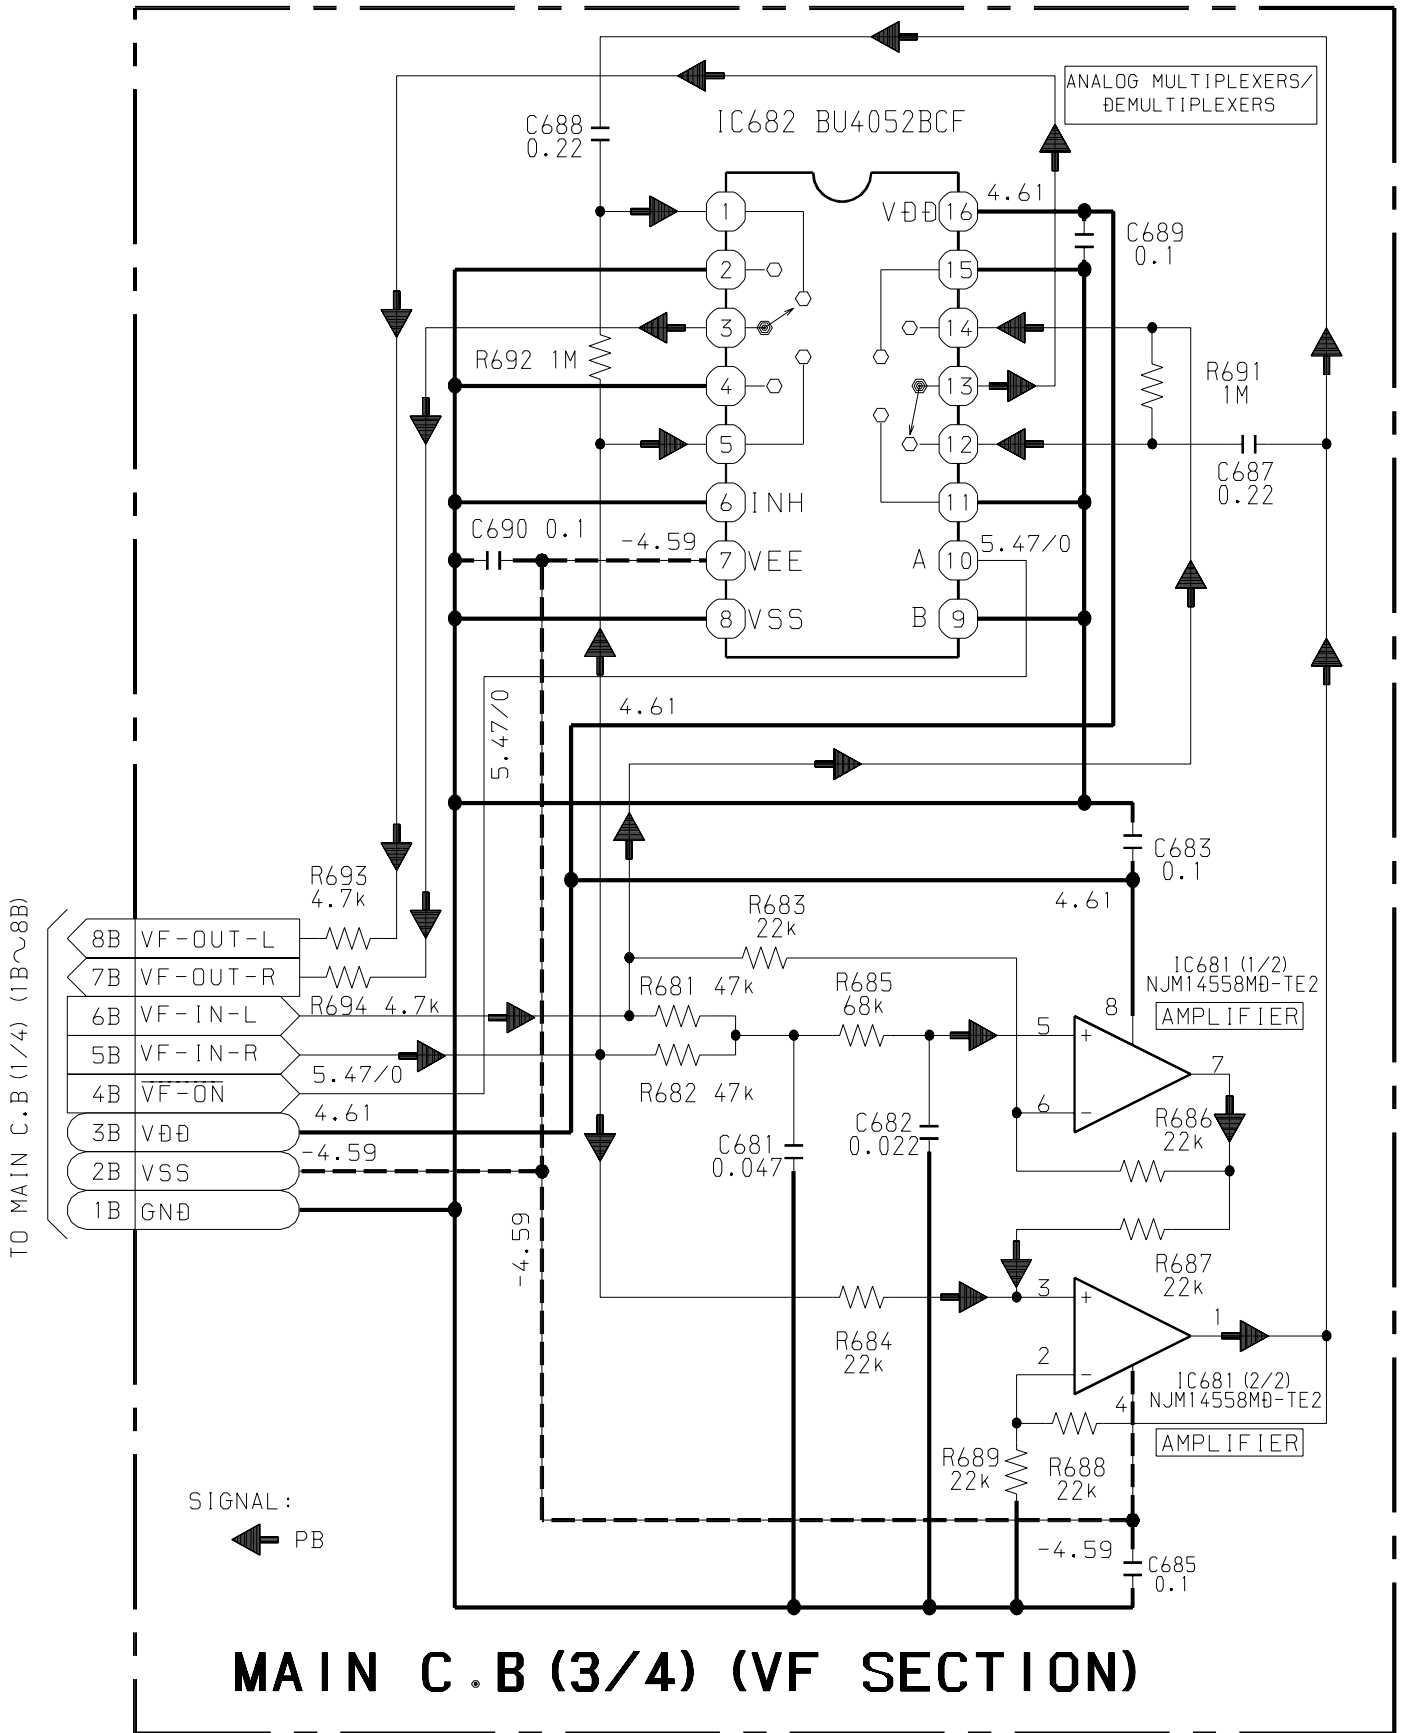 ANALOG MULTIPLEXERS/
DEMULTIPLEXERS
IC682 BU4052BCF
C688
0.22
1
2
3
4
5
6 INH
7 VEE
8 VSS
VDD 16
15
14
13
12
11
A 10
B 9
4.61
C689
0.1
R692 1M
R691
1M
C687
0.22
C690 0.1
-4.59
5.47/0
5.47/0
4.61
C683
0.1
4.61
R693
4.7k
R683
22k
TO MAIN C.B(1/4) (1B~8B)
8B VF-OUT-L
7B VF-OUT-R
6B VF-IN-L
5B VF-IN-R
4B VF-ON
3B VDD
2B VSS
1B GND
R694 4.7k
5.47/0
4.61
-4.59
-4.59
R681 47k
R682 47k
R685
68k
IC681(1/2)
NJM14558MD-TE2
AMPLIFIER
5
+
6
-
8
7
C681
0.047
C682
0.022
R686
22k
R687
22k
R684
22k
3
+
2
-
1
4
IC681(2/2)
NJM14558MD-TE2
AMPLIFIER
R689
22k
R688
22k
-4.59
C685
0.1
SIGNAL:
PB
MAIN C.B (3/4) (VF SECTION)